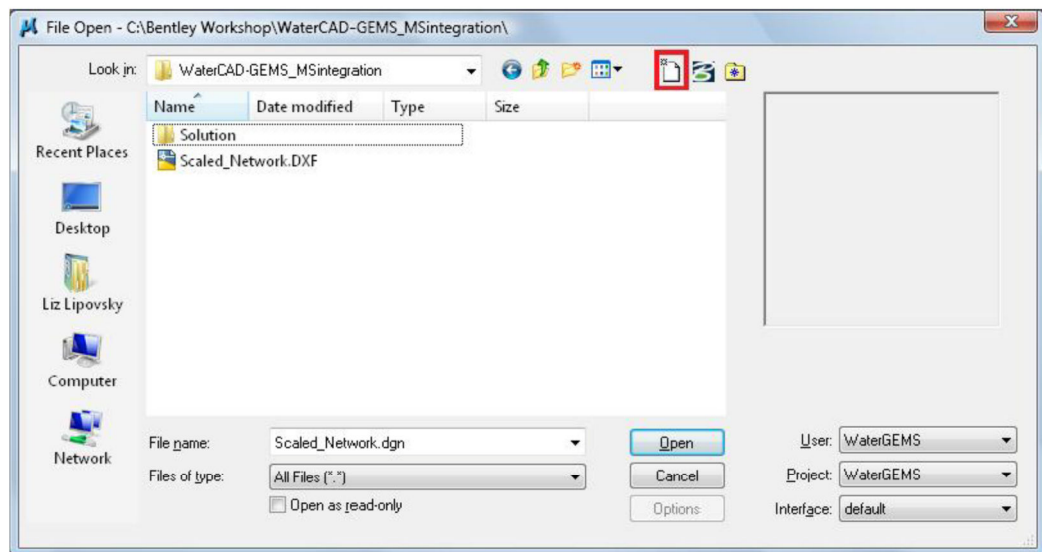 File Open - C:\Bentley Workshop\WaterCAD-GEMS_MSintegration\
Look in: WaterCAD-GEMS_MSintegration
Name Date modified Type Size
Solution
Scaled_Network.DXF
Recent Places
Desktop
Liz Lipovsky
Computer
Network
File name: Scaled_Network.dgn Open
Files of type: All Files (*.*) Cancel
Open as read-only Options
User: WaterGEMS
Project: WaterGEMS
Interface: default